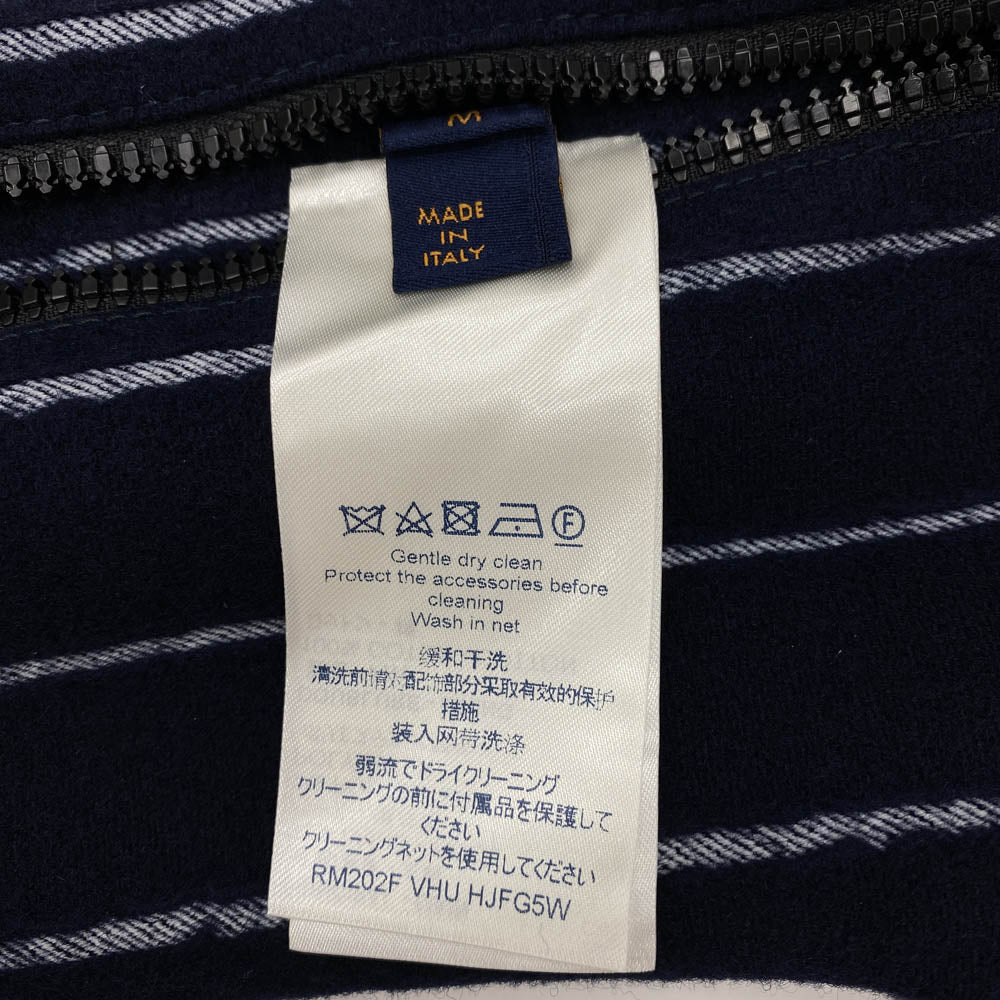 M
MADE
IN
ITALY
F
Gentle dry clean
Protect the accessories before
cleaning
Wash in net
缓和干洗
清洗前请对配饰部分采取有效的保护
措施
装入网带洗涤
弱流でドライクリーニング
クリーニングの前に付属品を保護して
ください
クリーニングネットを使用してください
RM202F VHU HJFG5W